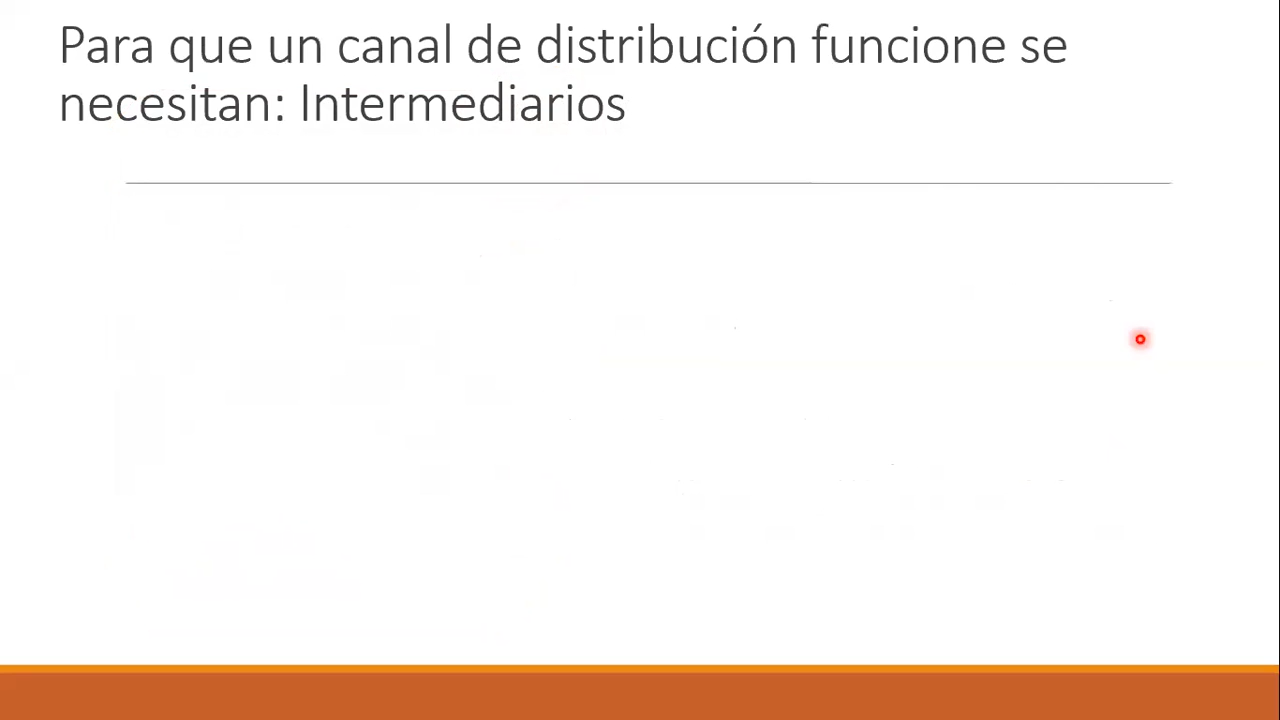 Para que un canal de distribución funcione se
necesitan: Intermediarios